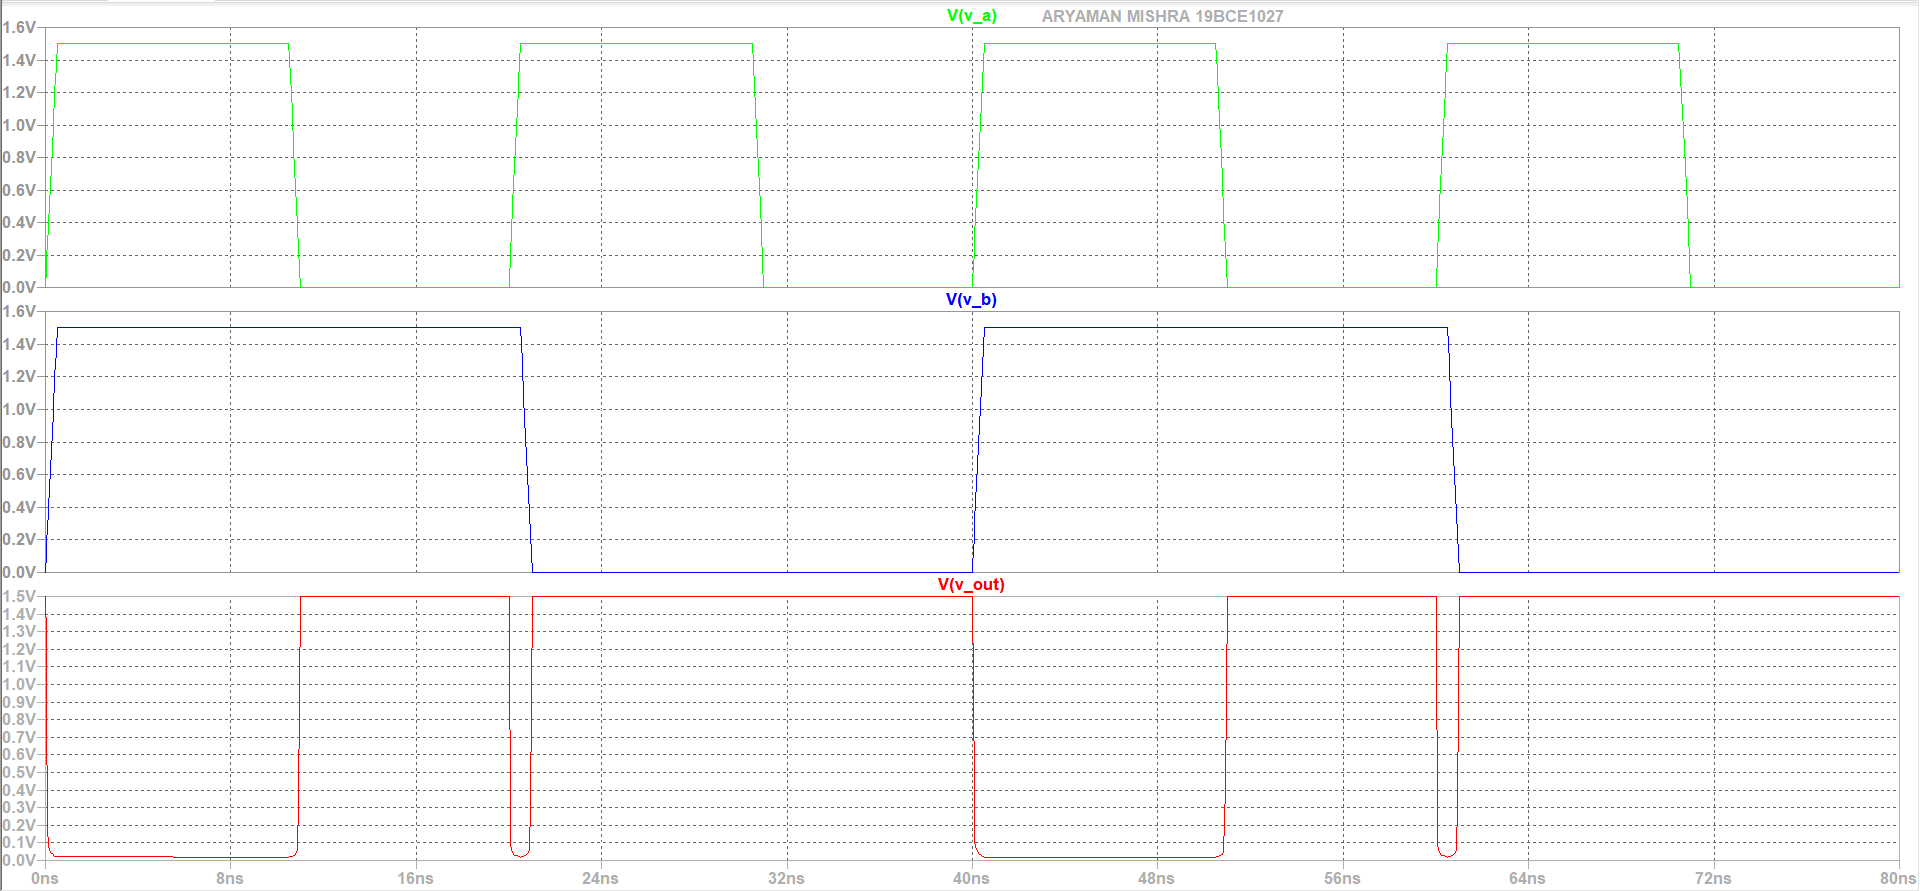 V(v_a) ARYAMAN MISHRA 19BCE1027
1.6V
1.4V
1.2V
1.0V
0.8V
0.6V
0.4V
0.2V
0.0V
V(v_b)
1.6V
1.4V
1.2V
1.0V
0.8V
0.6V
0.4V
0.2V
0.0V
V(v_out)
1.5V
1.4V
1.3V
1.2V
1.1V
1.0V
0.9V
0.8V
0.7V
0.6V
0.5V
0.4V
0.3V
0.2V
0.1V
0.0V
0ns 8ns 16ns 24ns 32ns 40ns 48ns 56ns 64ns 72ns 80ns